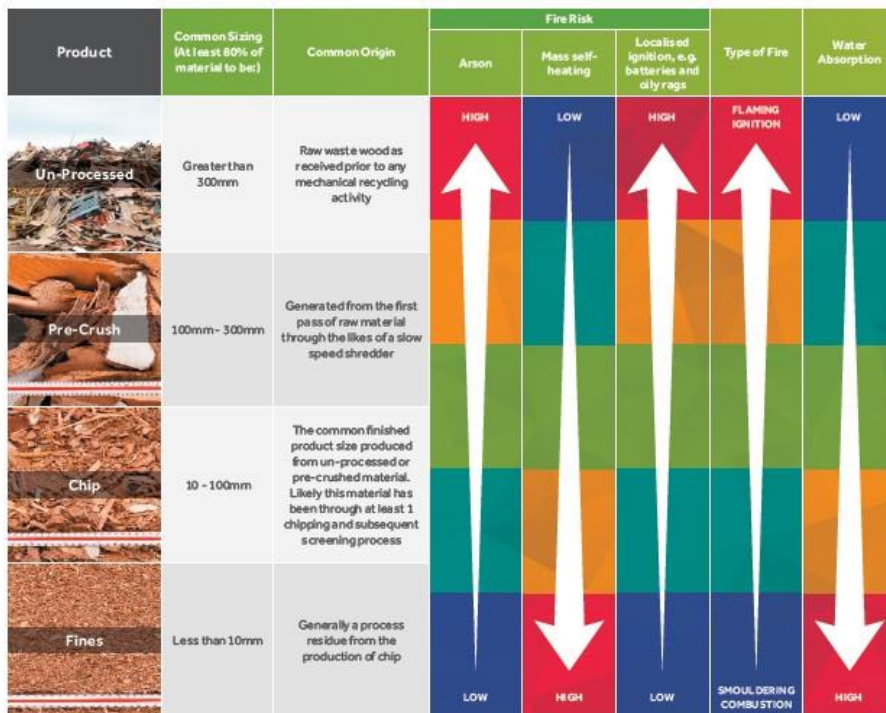 Product
Common Sizing
(At least 80% of
material to be:)
Common Origin
Fire Risk
Arson
Mass self-
heating
Localised
ignition, e.g.
batteries and
oily rags
Type of Fire
Water
Absorption
Un-Processed
Greater than
300mm
Raw waste wood as
received prior to any
mechanical recycling
activity
HIGH
LOW
HIGH
FLAMING
IGNITION
LOW
Pre-Crush
100mm - 300mm
Generated from the first
pass of raw material
through the likes of a slow
speed shredder
Chip
10 - 100mm
The common finished
product size produced
from un-processed or
pre-crushed material.
Likely this material has
been through at least 1
chipping and subsequent
screening process
Fines
Less than 10mm
Generally a process
residue from the
production of chip
LOW
HIGH
LOW
SMOULDERING
COMBUSTION
HIGH